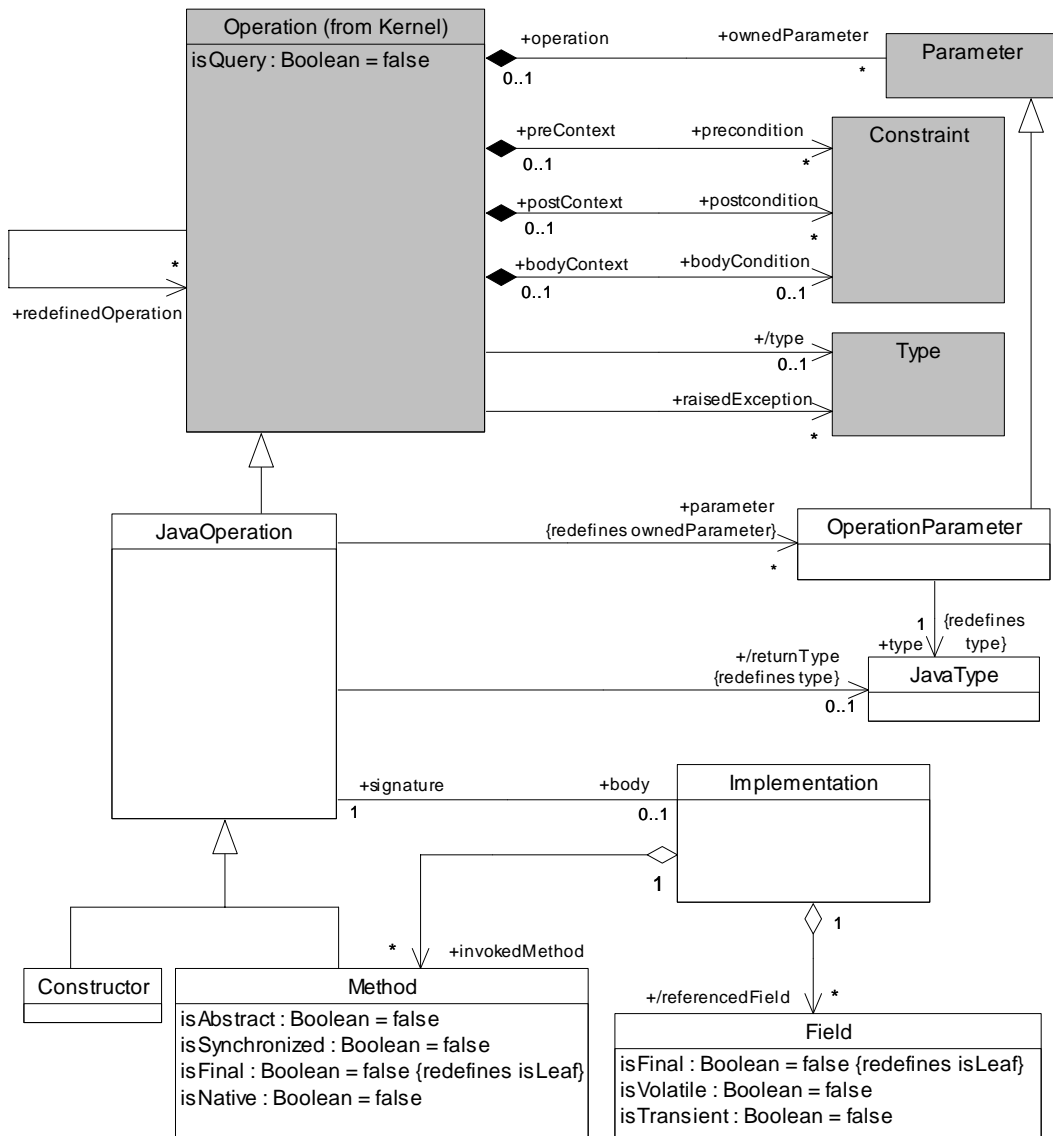 Operation (from Kernel)
isQuery : Boolean = false
+operation
0..1
+ownedParameter
*
Parameter
+preContext
0..1
+precondition
*
Constraint
+postContext
0..1
+postcondition
*
+bodyContext
0..1
+bodyCondition
0..1
*
+redefinedOperation
+/type
0..1
Type
+raisedException
*
JavaOperation
+parameter
{redefines ownedParameter}
*
OperationParameter
1
+type
{redefines
type}
+/returnType
{redefines type}
0..1
JavaType
+signature
1
+body
0..1
Implementation
1
*
+invokedMethod
1
+/referencedField
*
Constructor
Method
isAbstract : Boolean = false
isSynchronized : Boolean = false
isFinal : Boolean = false {redefines isLeaf}
isNative : Boolean = false
Field
isFinal : Boolean = false {redefines isLeaf}
isVolatile : Boolean = false
isTransient : Boolean = false